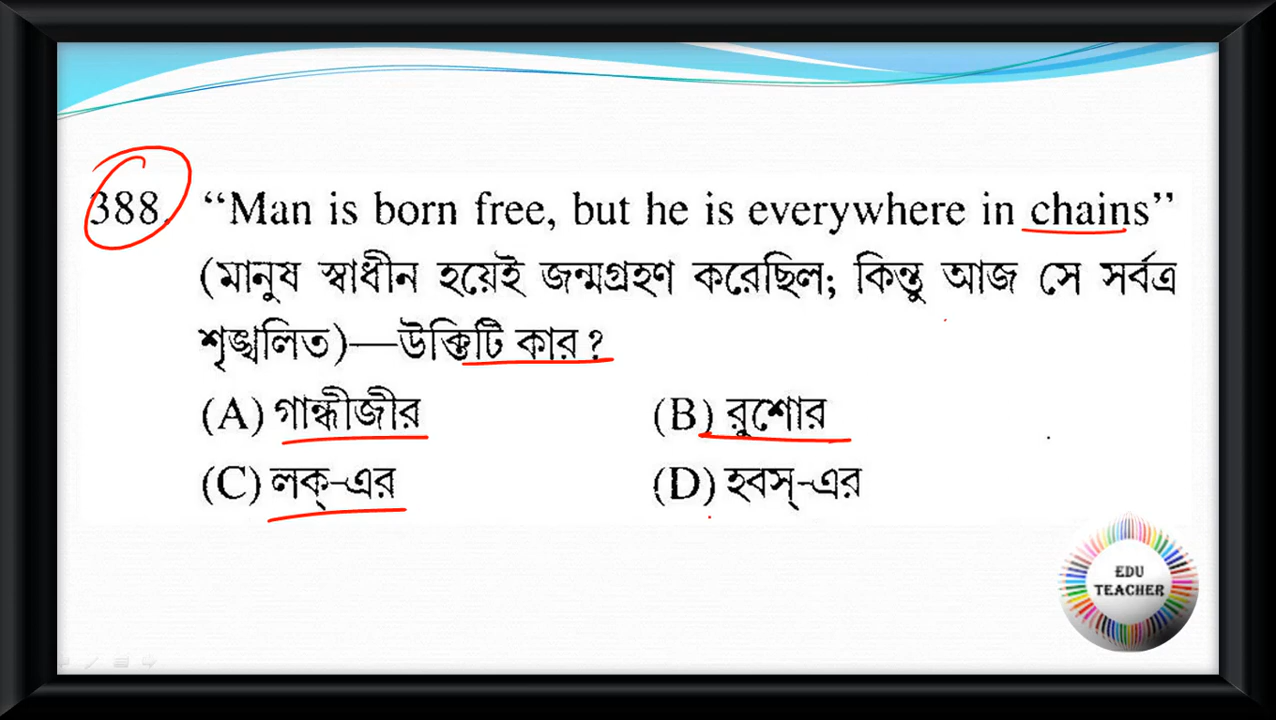 388. “Man is born free, but he is everywhere in chains”
(মানুষ স্বাধীন হয়েই জন্মগ্রহণ করেছিল; কিন্তু আজ সে সর্বত্র
শৃঙ্খলিত)—উক্তিটি কার?
(A) গান্ধীজীর (B) রুশোর
(C) লক্-এর (D) হবস্-এর
EDU
TEACHER